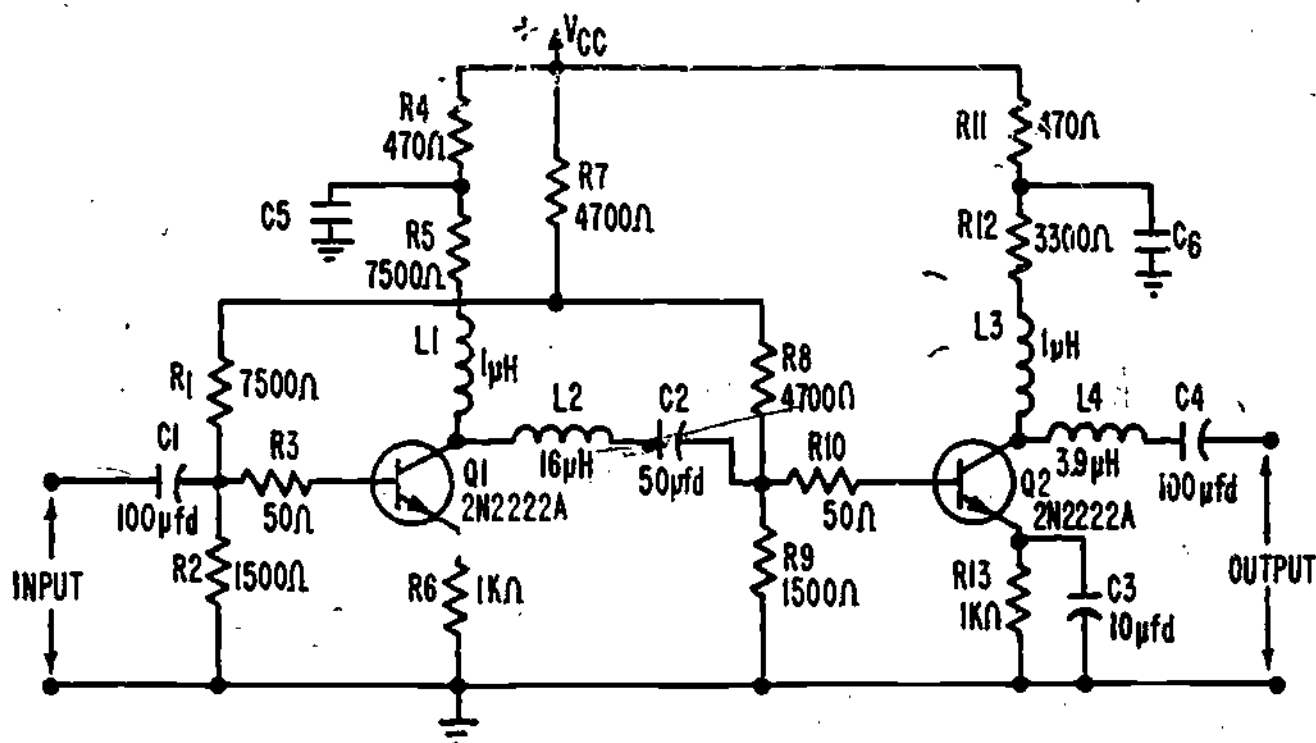 + VCC
R4
470Ω
R11
470Ω
R7
4700Ω
C5
R5
7500Ω
R12
3300Ω
C6
L1
1μH
L3
1μH
R1
7500Ω
R8
4700Ω
L2
16μH
C2
50μfd
L4
3.9μH
C4
100μfd
C1
100μfd
R3
50Ω
Q1
2N2222A
R10
50Ω
Q2
2N2222A
INPUT
R2
1500Ω
R6
1KΩ
R9
1500Ω
R13
1KΩ
C3
10μfd
OUTPUT